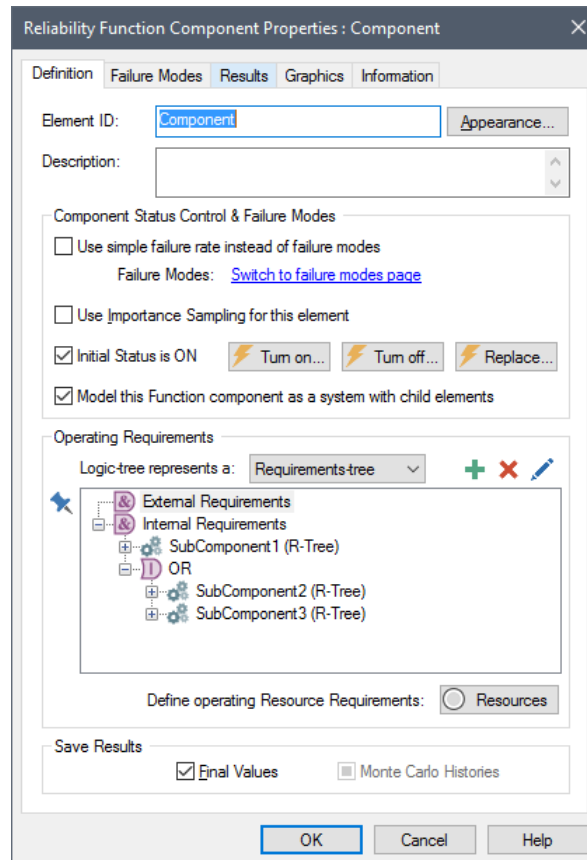 Reliability Function Component Properties : Component
Definition Failure Modes Results Graphics Information
Element ID: Component Appearance...
Description:
Component Status Control & Failure Modes
Use simple failure rate instead of failure modes
Failure Modes: Switch to failure modes page
Use Importance Sampling for this element
Initial Status is ON Turn on... Turn off... Replace...
Model this Function component as a system with child elements
Operating Requirements
Logic-tree represents a: Requirements-tree
& External Requirements
& Internal Requirements
SubComponent1 (R-Tree)
OR
SubComponent2 (R-Tree)
SubComponent3 (R-Tree)
Define operating Resource Requirements: Resources
Save Results
Final Values Monte Carlo Histories
OK Cancel Help